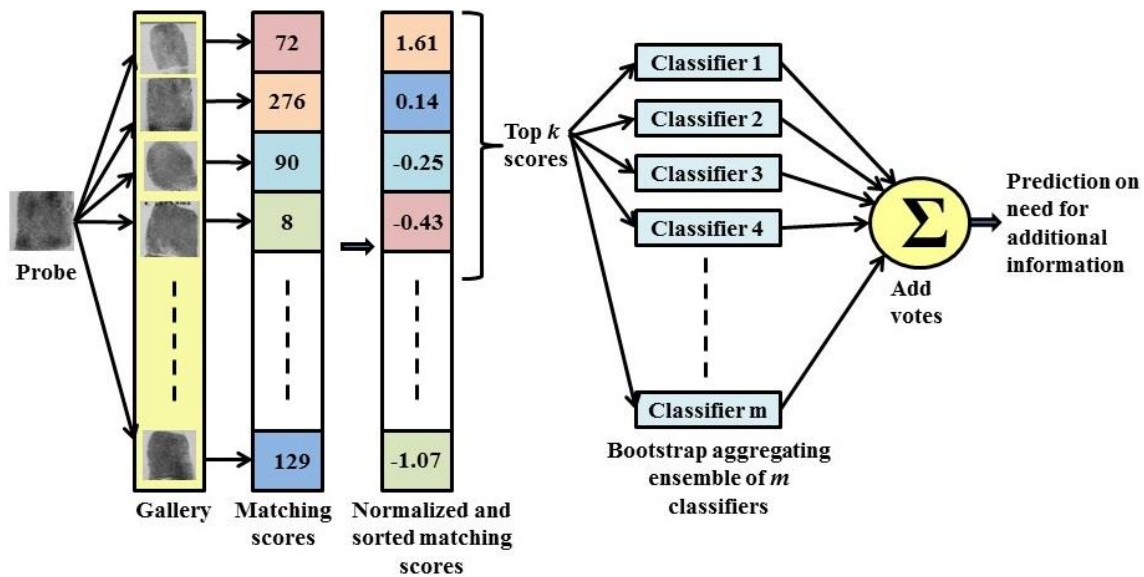 Probe
Gallery
72
276
90
8
129
Matching
scores
1.61
0.14
-0.25
-0.43
-1.07
Normalized and
sorted matching
scores
Top k
scores
Classifier 1
Classifier 2
Classifier 3
Classifier 4
Classifier m
Bootstrap aggregating
ensemble of m
classifiers
Σ
Add
votes
Prediction on
need for
additional
information